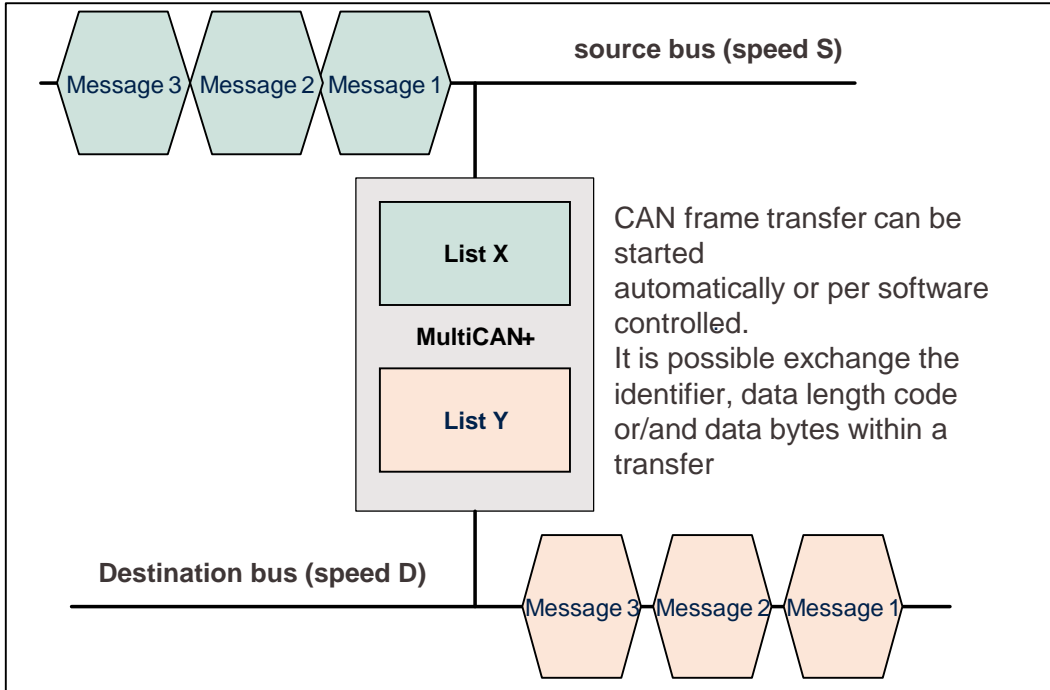 source bus (speed S)
Message 3 Message 2 Message 1
List X
MultiCAN+
List Y
CAN frame transfer can be
started
automatically or per software
controlled.
It is possible exchange the
identifier, data length code
or/and data bytes within a
transfer
Destination bus (speed D)
Message 3 Message 2 Message 1